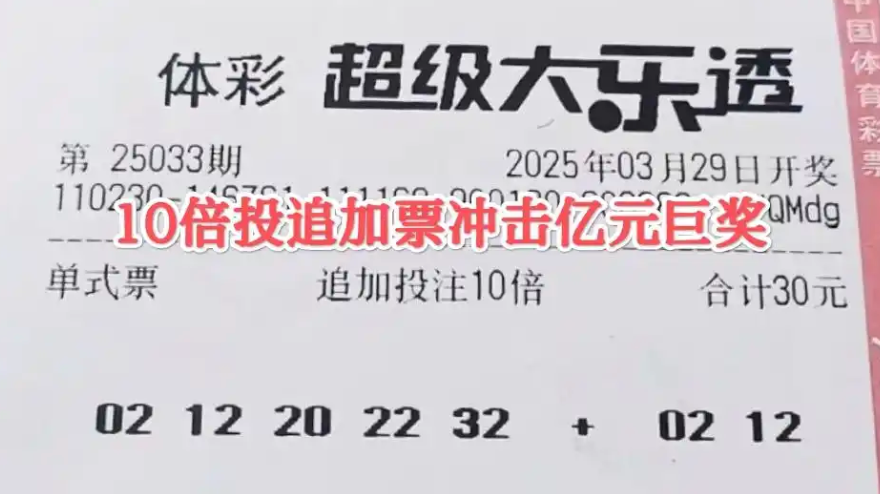 体彩 超级大乐透
第 25033期 2025年03月29日开奖
110230- QMdg
10倍投追加票冲击亿元巨奖
单式票 追加投注10倍 合计30元
02 12 20 22 32 + 02 12
中国体育彩票